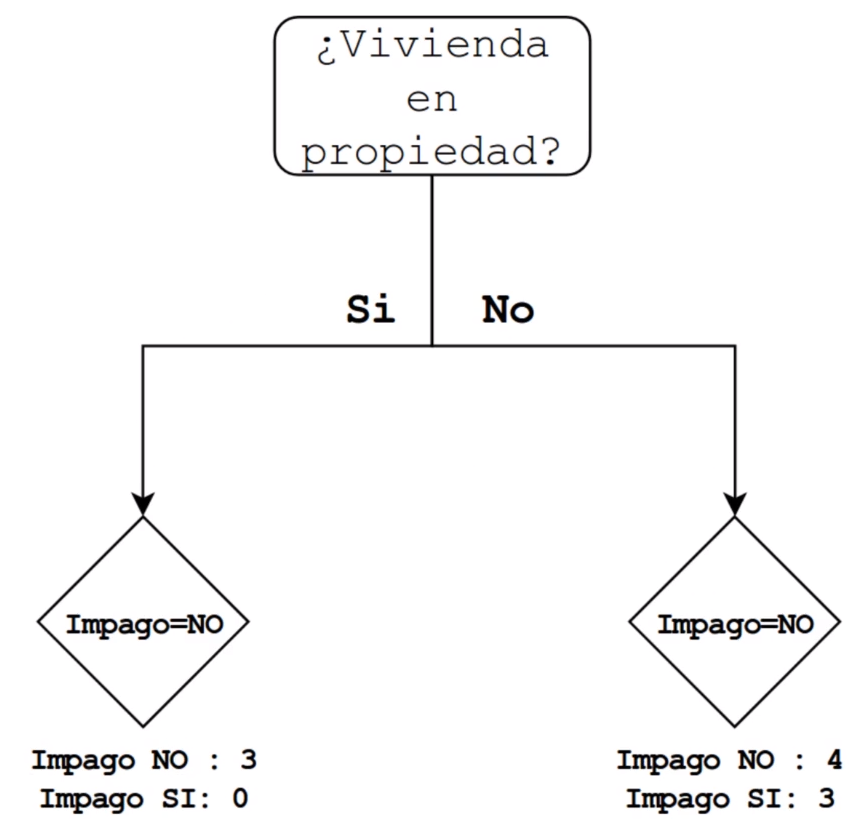 ¿Vivienda
en
propiedad?
Si No
Impago=NO Impago=NO
Impago NO : 3 Impago NO : 4
Impago SI: 0 Impago SI: 3